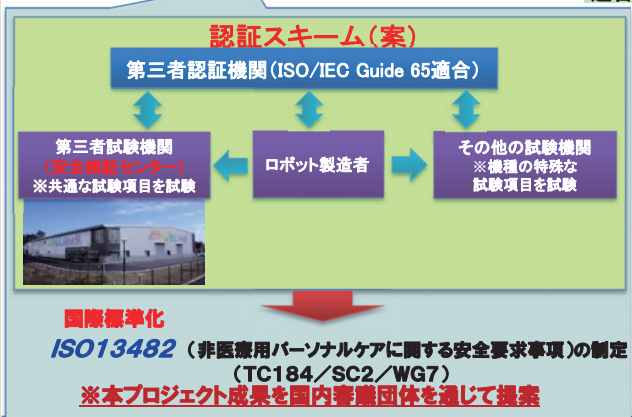 認証スキーム（案）
第三者認証機関（ISO/IEC Guide 65適合）
第三者試験機関
（安全検証センター）
※共通な試験項目を試験
ロボット製造者
その他の試験機関
※機種の特殊な
試験項目を試験
国際標準化
ISO13482 （非医療用パーソナルケアに関する安全要求事項）の制定
（TC184／SC2／WG7）
※本プロジェクト成果を国内審議団体を通じて提案